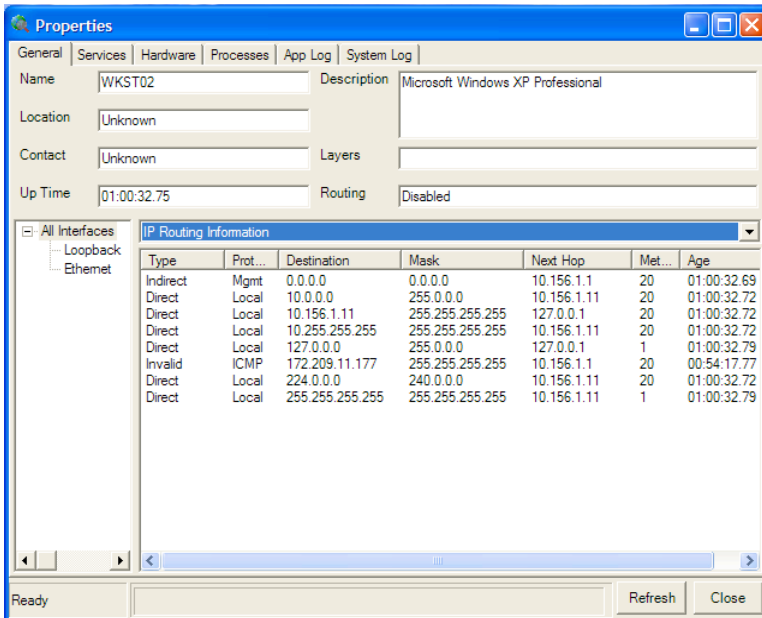 Properties
General Services Hardware Processes App Log System Log
Name WKST02 Description Microsoft Windows XP Professional
Location Unknown
Contact Unknown Layers
Up Time 01:00:32.75 Routing Disabled
All Interfaces IP Routing Information
Loopback
Ethernet
Type Prot... Destination Mask Next Hop Met... Age
Indirect Mgmt 0.0.0.0 0.0.0.0 10.156.1.1 20 01:00:32.69
Direct Local 10.0.0.0 255.0.0.0 10.156.1.11 20 01:00:32.72
Direct Local 10.156.1.11 255.255.255.255 127.0.0.1 20 01:00:32.72
Direct Local 10.255.255.255 255.255.255.255 10.156.1.11 20 01:00:32.72
Direct Local 127.0.0.0 255.0.0.0 127.0.0.1 1 01:00:32.79
Invalid ICMP 172.209.11.177 255.255.255.255 10.156.1.1 20 00:54:17.77
Direct Local 224.0.0.0 240.0.0.0 10.156.1.11 20 01:00:32.72
Direct Local 255.255.255.255 255.255.255.255 10.156.1.11 1 01:00:32.79
Ready Refresh Close